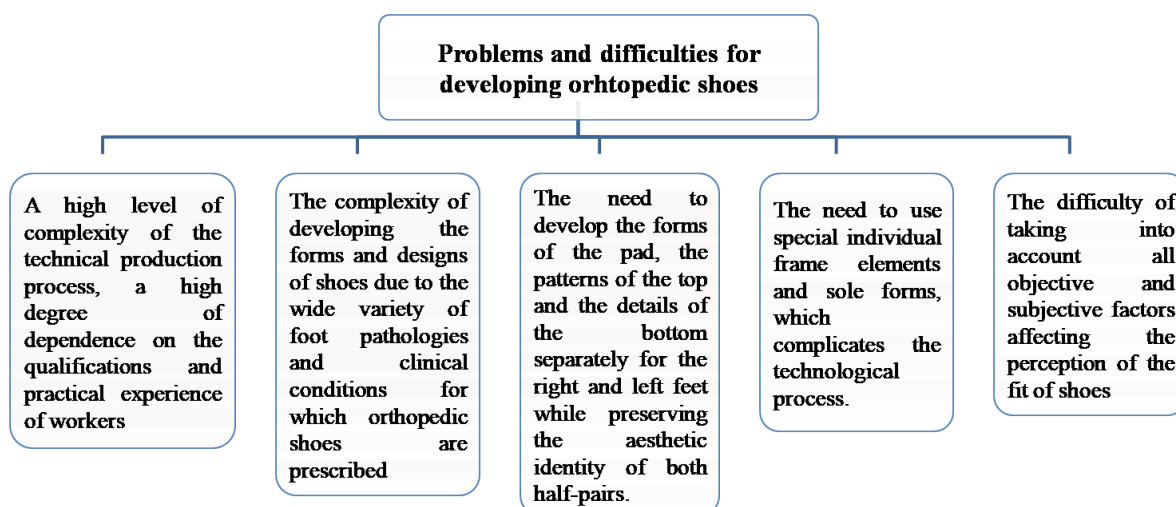 Problems and difficulties for
developing orhtopedic shoes
A high level of
complexity of the
technical production
process, a high
degree of
dependence on the
qualifications and
practical experience
of workers
The complexity of
developing the
forms and designs
of shoes due to the
wide variety of
foot pathologies
and clinical
conditions for
which orthopedic
shoes are
prescribed
The need to
develop the forms
of the pad, the
patterns of the top
and the details of
the bottom
separately for the
right and left feet
while preserving
the aesthetic
identity of both
half-pairs.
The need to use
special individual
frame elements
and sole forms,
which
complicates the
technological
process.
The difficulty of
taking into
account all
objective and
subjective factors
affecting the
perception of the
fit of shoes